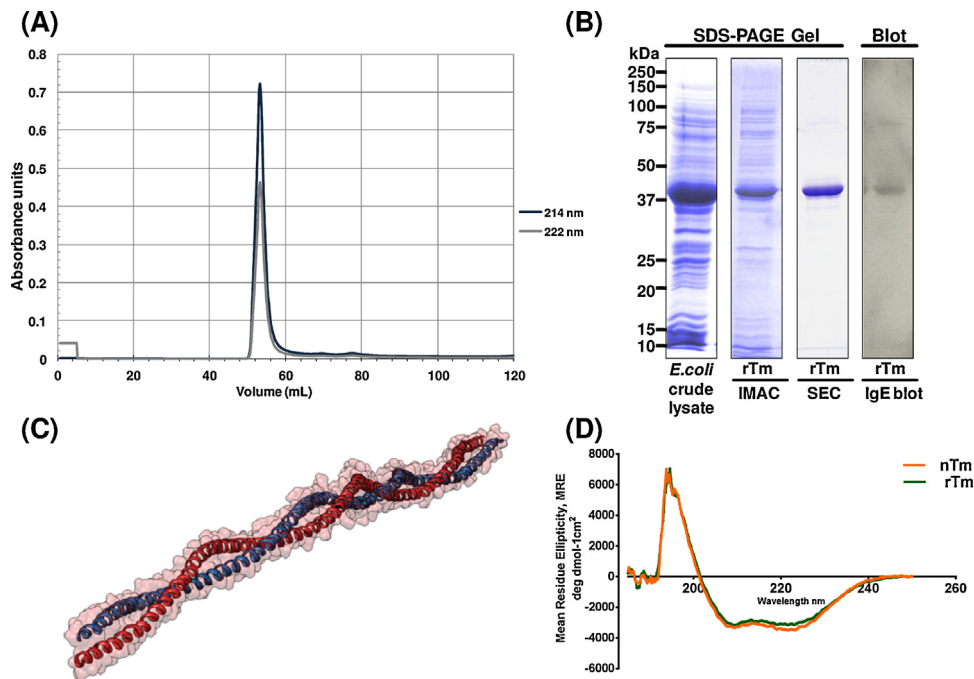 (A)
0.8
0.7
0.6
0.5
0.4
0.3
0.2
0.1
0
Absorbance units
0 20 40 60 80 100 120
Volume (mL)
214 nm
222 nm
(B)
SDS-PAGE Gel Blot
kDa
250
150
100
75
50
37
25
20
15
10
E.coli crude lysate
rTm
IMAC
rTm
SEC
rTm
IgE blot
(C)
(D)
8000
6000
4000
2000
0
-2000
-4000
-6000
Mean Residue Ellipticity, MRE
deg dmol-1cm²
200 220 240 260
Wavelength nm
nTm
rTm